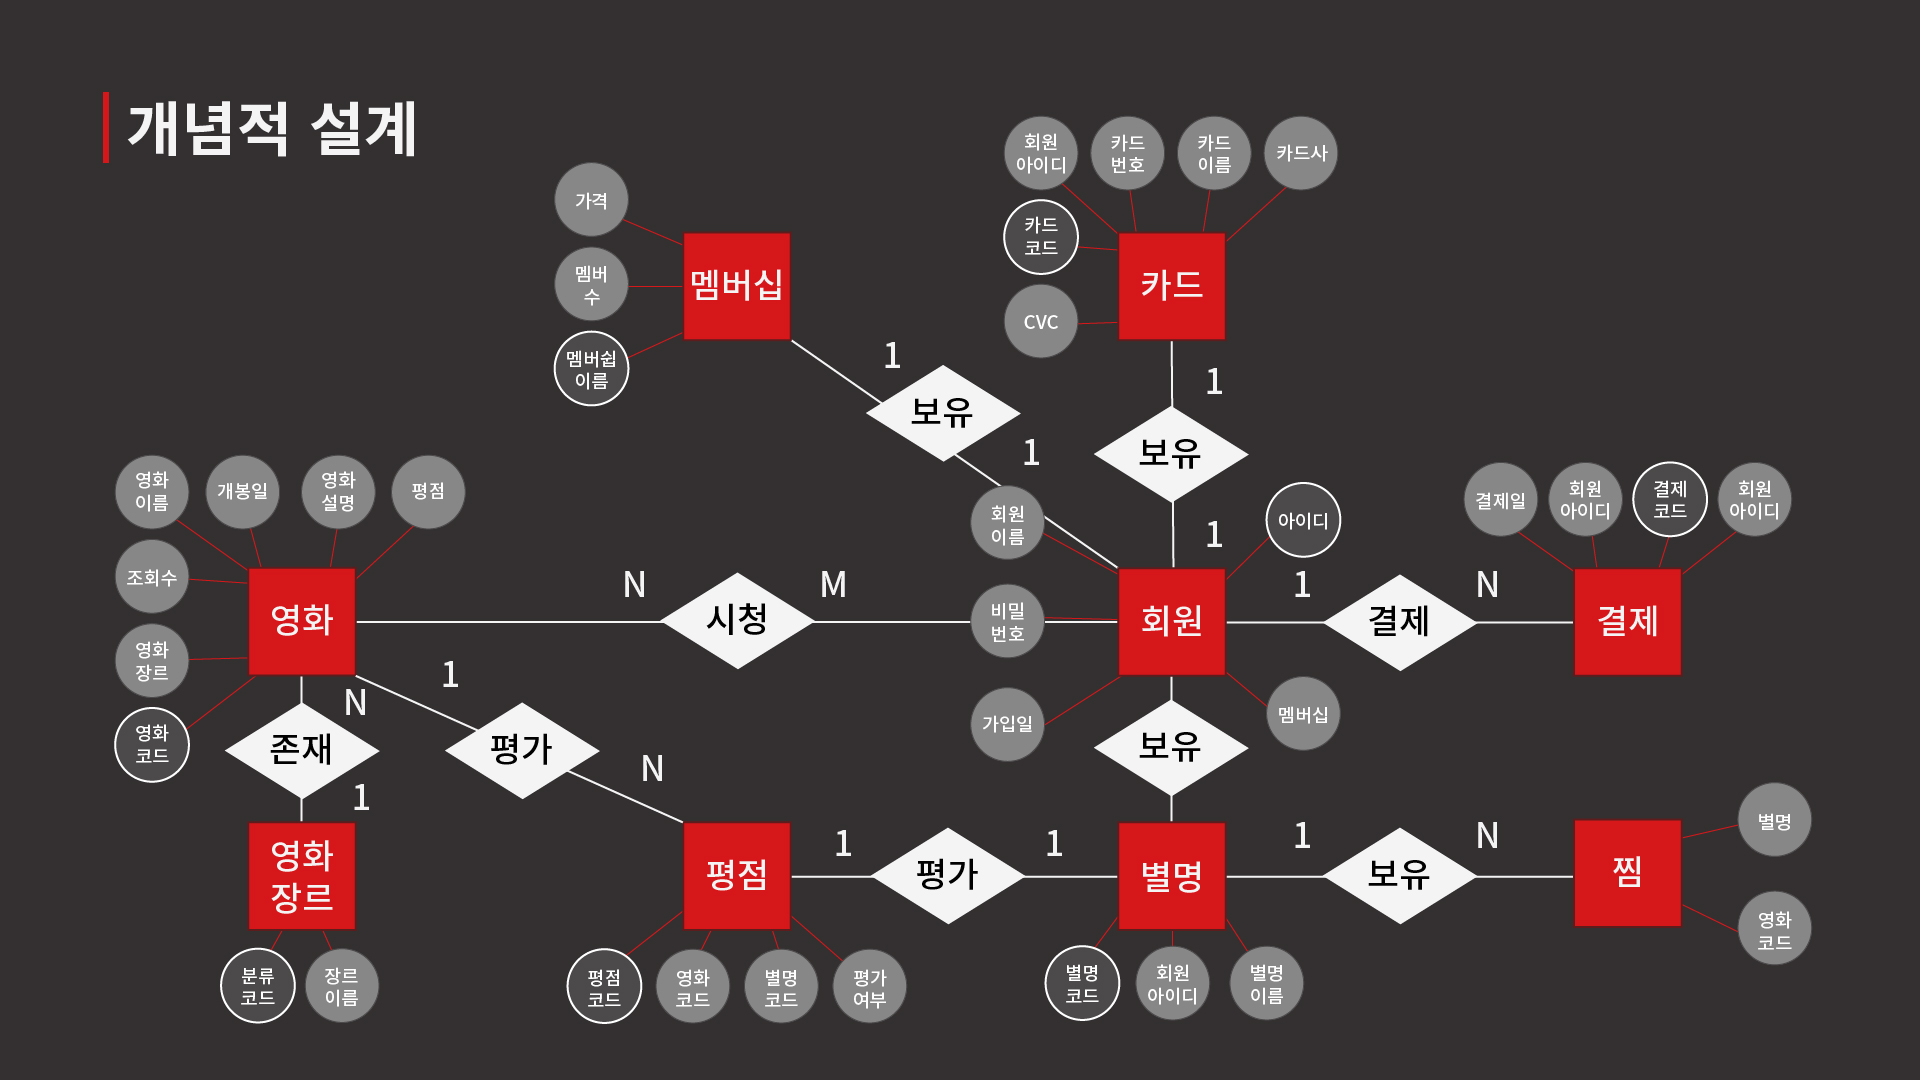 개념적 설계
회원
아이디
카드
번호
카드
이름
카드사
가격
카드
코드
멤버
수
멤버십
카드
CVC
멤버쉽
이름
1
보유
1
1
보유
1
회원
이름
아이디
영화
이름
개봉일
영화
설명
평점
결제일
회원
아이디
결제
코드
회원
아이디
조회수
영화
N
시청
M
비밀
번호
회원
1
결제
N
결제
영화
장르
영화
코드
N
1
존재
1
평가
N
가입일
멤버십
보유
영화
장르
평점
1
평가
1
별명
1
보유
N
찜
별명
영화
코드
분류
코드
장르
이름
평점
코드
영화
코드
별명
코드
평가
여부
별명
코드
회원
아이디
별명
이름